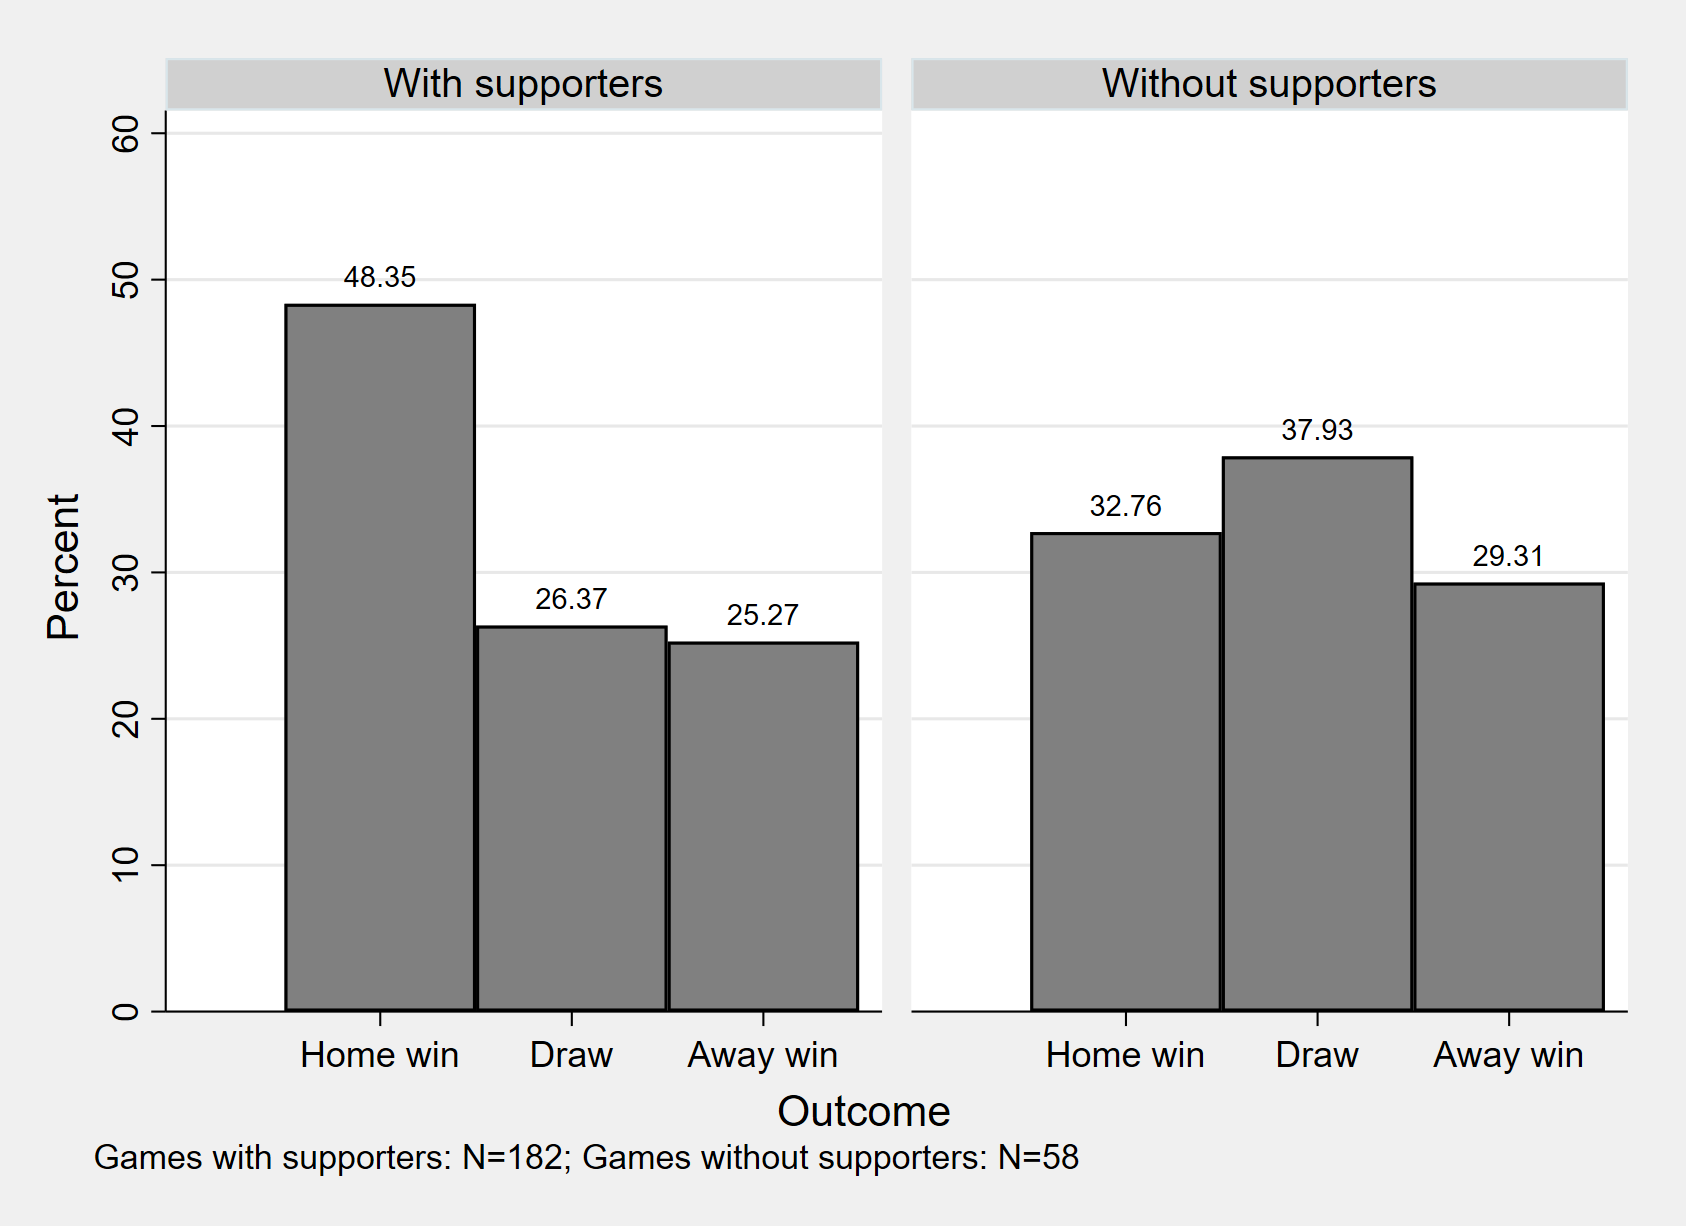 With supporters
Without supporters
Percent
60
50
40
30
20
10
0
48.35
26.37
25.27
32.76
37.93
29.31
Home win Draw Away win
Home win Draw Away win
Outcome
Games with supporters: N=182; Games without supporters: N=58